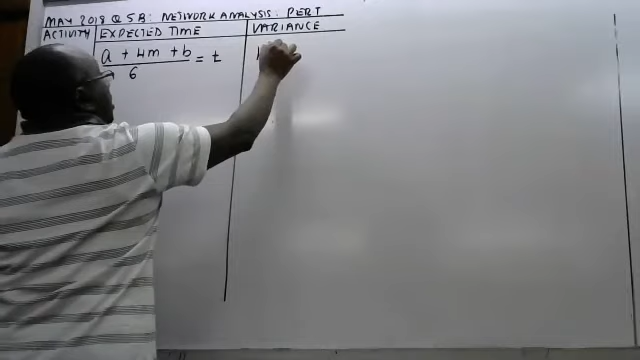 MAY 2018 Q 5B: NETWORK ANALYSIS: PERT
ACTIVITY EXPECTED TIME VARIANCE
a + 4m + b = t
6